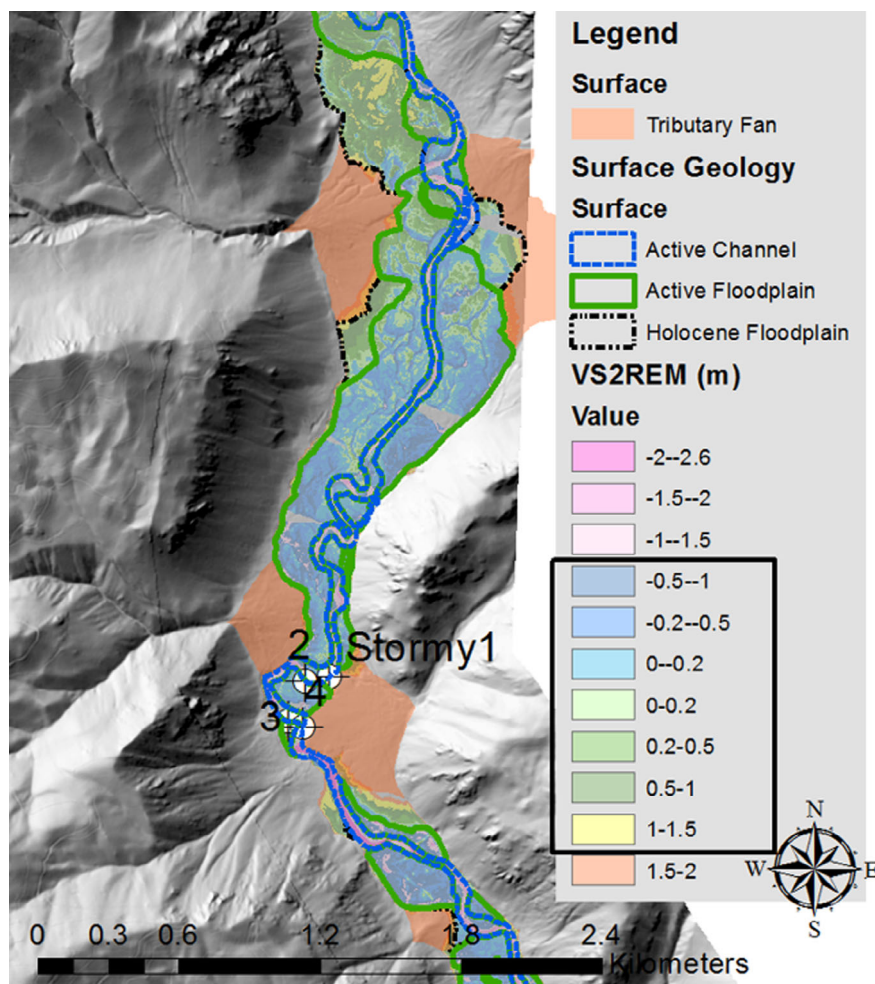 Legend
Surface
Tributary Fan
Surface Geology
Surface
Active Channel
Active Floodplain
Holocene Floodplain
VS2REM (m)
Value
-2--2.6
-1.5--2
-1--1.5
-0.5--1
-0.2--0.5
0--0.2
0-0.2
0.2-0.5
0.5-1
1-1.5
1.5-2
2 Stormy1
4
3
N
W E
S
0 0.3 0.6 1.2 1.8 2.4
Kilometers